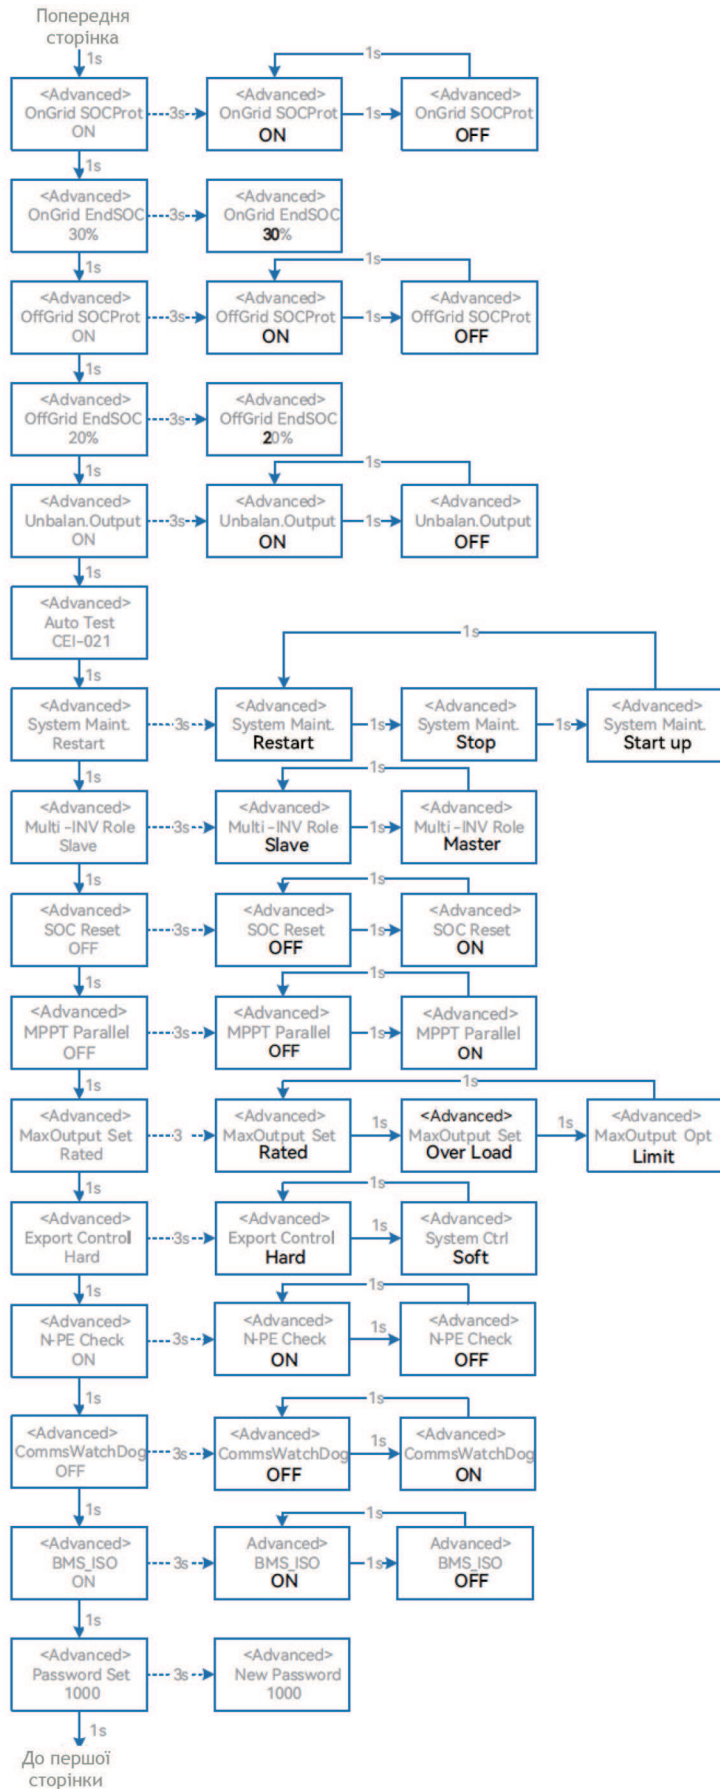 Попередня
сторінка
1s
1s
<Advanced>
OnGrid SOCProt
ON
3s
<Advanced>
OnGrid SOCProt
ON
1s
<Advanced>
OnGrid SOCProt
OFF
1s
<Advanced>
OnGrid EndSOC
30%
3s
<Advanced>
OnGrid EndSOC
30%
1s
1s
<Advanced>
OffGrid SOCProt
ON
3s
<Advanced>
OffGrid SOCProt
ON
1s
<Advanced>
OffGrid SOCProt
OFF
1s
<Advanced>
OffGrid EndSOC
20%
3s
<Advanced>
OffGrid EndSOC
20%
1s
1s
<Advanced>
Unbalan.Output
ON
3s
<Advanced>
Unbalan.Output
ON
1s
<Advanced>
Unbalan.Output
OFF
1s
<Advanced>
Auto Test
CEI-021
1s
1s
<Advanced>
System Maint.
Restart
3s
<Advanced>
System Maint.
Restart
1s
<Advanced>
System Maint.
Stop
1s
<Advanced>
System Maint.
Start up
1s
1s
<Advanced>
Multi-INV Role
Slave
3s
<Advanced>
Multi-INV Role
Slave
1s
<Advanced>
Multi-INV Role
Master
1s
1s
<Advanced>
SOC Reset
OFF
3s
<Advanced>
SOC Reset
OFF
1s
<Advanced>
SOC Reset
ON
1s
1s
<Advanced>
MPPT Parallel
OFF
3s
<Advanced>
MPPT Parallel
OFF
1s
<Advanced>
MPPT Parallel
ON
1s
1s
<Advanced>
MaxOutput Set
Rated
3
<Advanced>
MaxOutput Set
Rated
1s
<Advanced>
MaxOutput Set
Over Load
1s
<Advanced>
MaxOutput Opt
Limit
1s
1s
<Advanced>
Export Control
Hard
3s
<Advanced>
Export Control
Hard
1s
<Advanced>
System Ctrl
Soft
1s
1s
<Advanced>
N-PE Check
ON
3s
<Advanced>
N-PE Check
ON
1s
<Advanced>
N-PE Check
OFF
1s
1s
<Advanced>
CommsWatchDog
OFF
3s
<Advanced>
CommsWatchDog
OFF
1s
<Advanced>
CommsWatchDog
ON
1s
1s
<Advanced>
BMS_ISO
ON
3s
Advanced>
BMS_ISO
ON
1s
Advanced>
BMS_ISO
OFF
1s
<Advanced>
Password Set
1000
3s
<Advanced>
New Password
1000
1s
До першої
сторінки